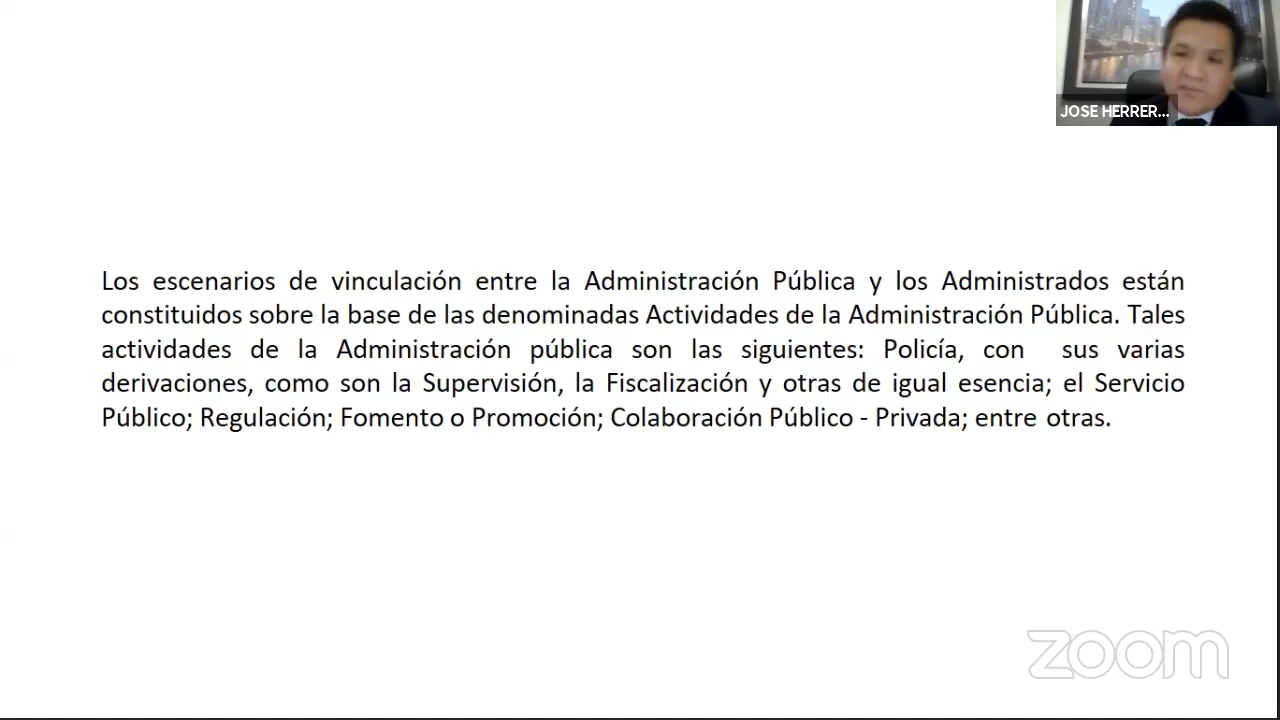 JOSE HERRER...
Los escenarios de vinculación entre la Administración Pública y los Administrados están
constituidos sobre la base de las denominadas Actividades de la Administración Pública. Tales
actividades de la Administración pública son las siguientes: Policía, con sus varias
derivaciones, como son la Supervisión, la Fiscalización y otras de igual esencia; el Servicio
Público; Regulación; Fomento o Promoción; Colaboración Público - Privada; entre otras.
zoom